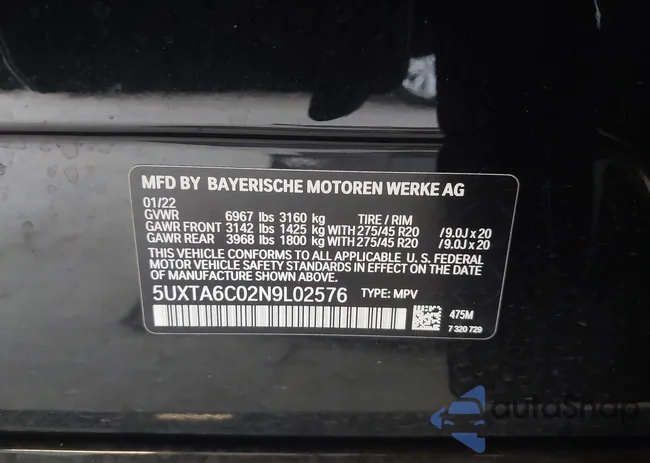 MFD BY BAYERISCHE MOTOREN WERKE AG
01/22
GVWR 6967 lbs 3160 kg TIRE / RIM
GAWR FRONT 3142 lbs 1425 kg WITH 275/45 R20 /9.0J x 20
GAWR REAR 3968 lbs 1800 kg WITH 275/45 R20 /9.0J x 20
THIS VEHICLE CONFORMS TO ALL APPLICABLE U. S. FEDERAL
MOTOR VEHICLE SAFETY STANDARDS IN EFFECT ON THE DATE
OF MANUFACTURE SHOWN ABOVE.
5UXTA6C02N9L02576 TYPE: MPV
475M
7 320 729
autoSnap